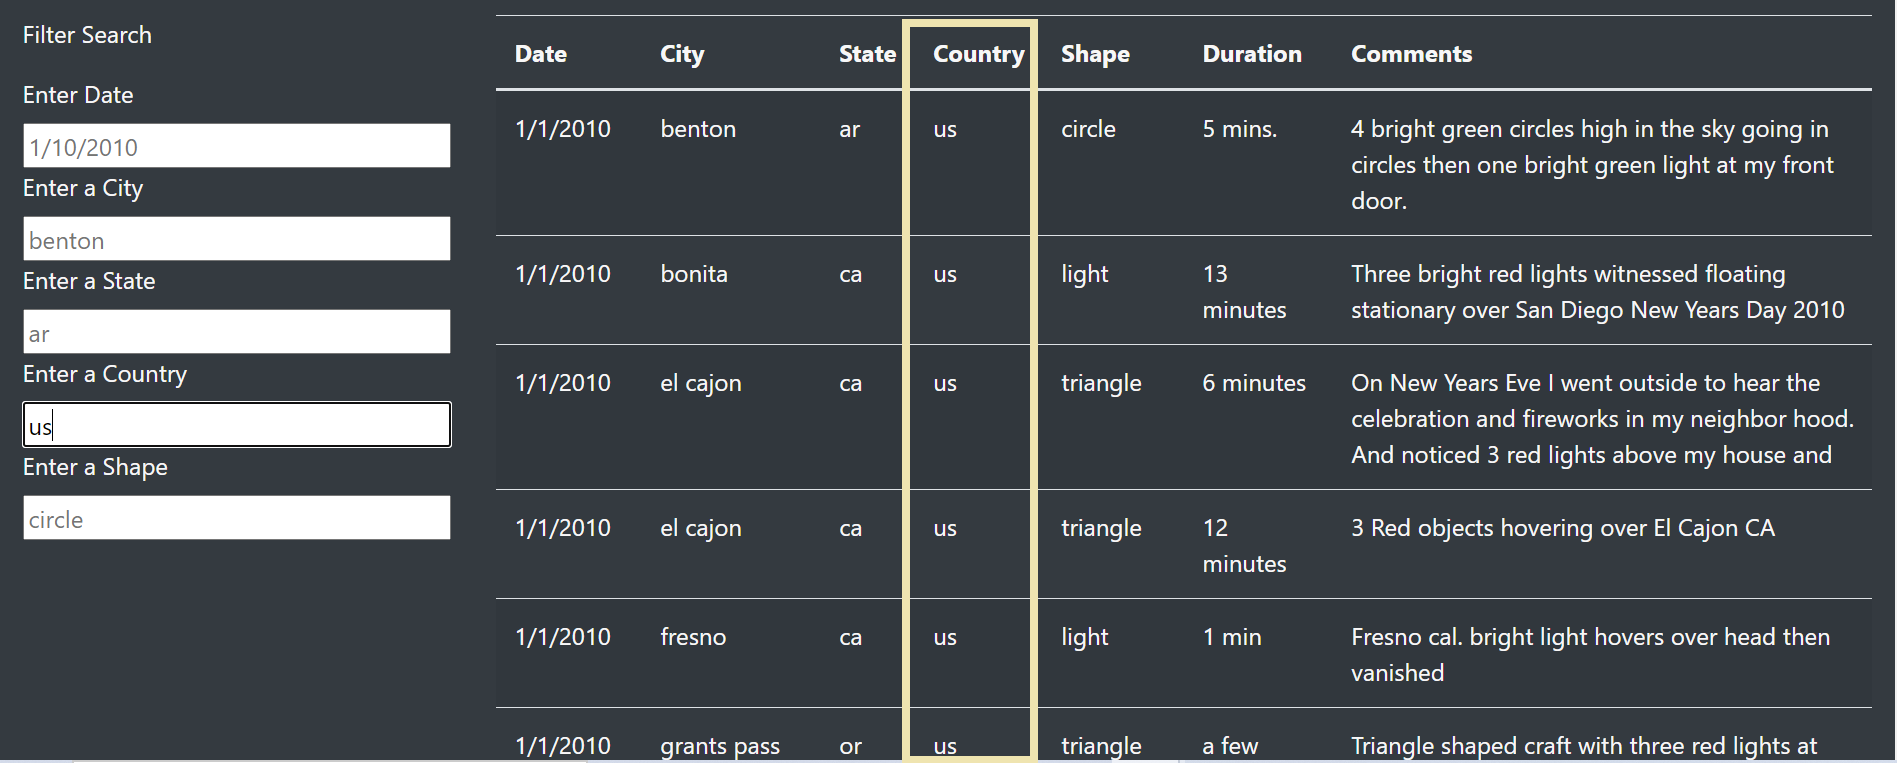 Filter Search
Enter Date
1/10/2010
Enter a City
benton
Enter a State
ar
Enter a Country
us
Enter a Shape
circle
Date City State Country Shape Duration Comments
1/1/2010 benton ar us circle 5 mins. 4 bright green circles high in the sky going in
circles then one bright green light at my front
door.
1/1/2010 bonita ca us light 13 Three bright red lights witnessed floating
minutes stationary over San Diego New Years Day 2010
1/1/2010 el cajon ca us triangle 6 minutes On New Years Eve I went outside to hear the
celebration and fireworks in my neighbor hood.
And noticed 3 red lights above my house and
1/1/2010 el cajon ca us triangle 12 3 Red objects hovering over El Cajon CA
minutes
1/1/2010 fresno ca us light 1 min Fresno cal. bright light hovers over head then
vanished
1/1/2010 grants pass or us triangle a few Triangle shaped craft with three red lights at